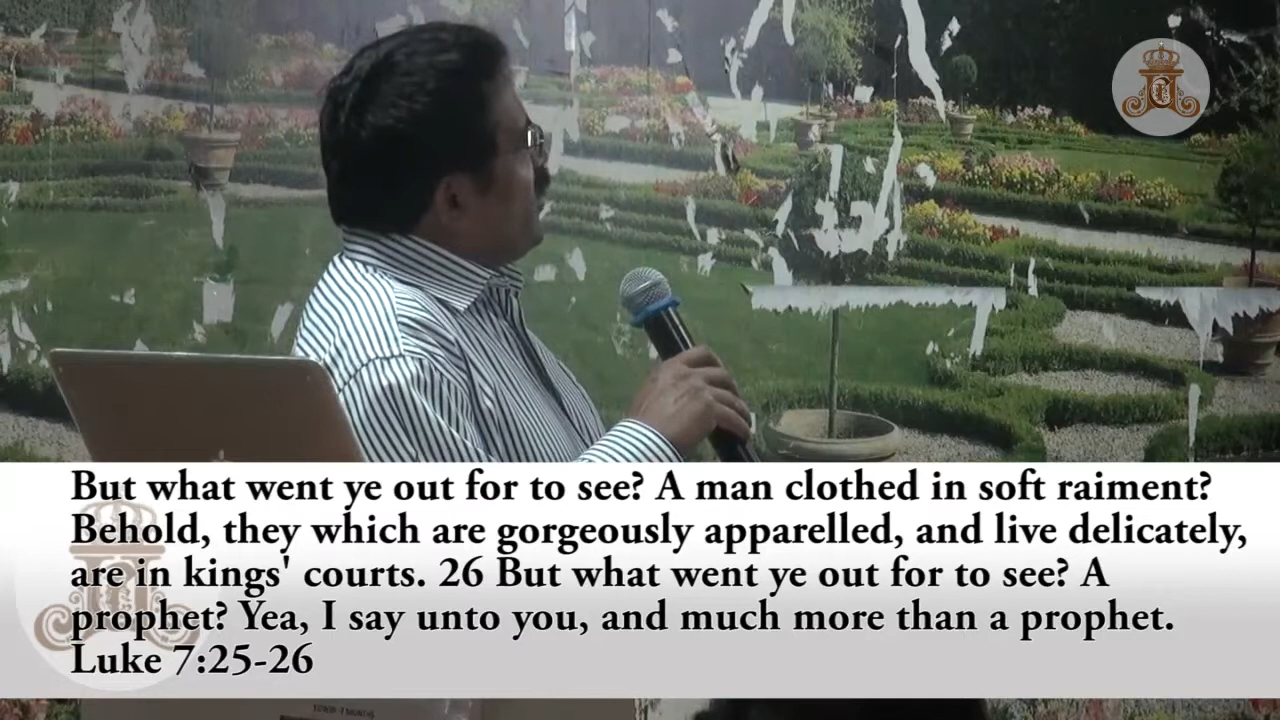 But what went ye out for to see? A man clothed in soft raiment?
Behold, they which are gorgeously apparelled, and live delicately,
are in kings' courts. 26 But what went ye out for to see? A
prophet? Yea, I say unto you, and much more than a prophet.
Luke 7:25-26